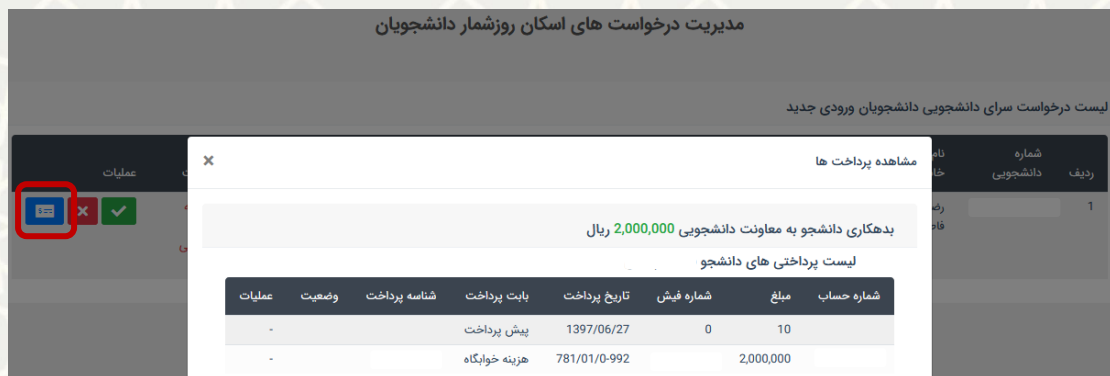 مدیریت درخواست های اسکان روزشمار دانشجویان
لیست درخواست سرای دانشجویی دانشجویان ورودی جدید
ردیف شماره دانشجویی عملیات
1
مشاهده پرداخت ها ×
بدهکاری دانشجو به معاونت دانشجویی 2,000,000 ریال
لیست پرداختی های دانشجو
شماره حساب مبلغ شماره فیش تاریخ پرداخت بابت پرداخت شناسه پرداخت وضعیت عملیات
10 0 1397/06/27 پیش پرداخت -
2,000,000 781/01/0-992 هزینه خوابگاه -